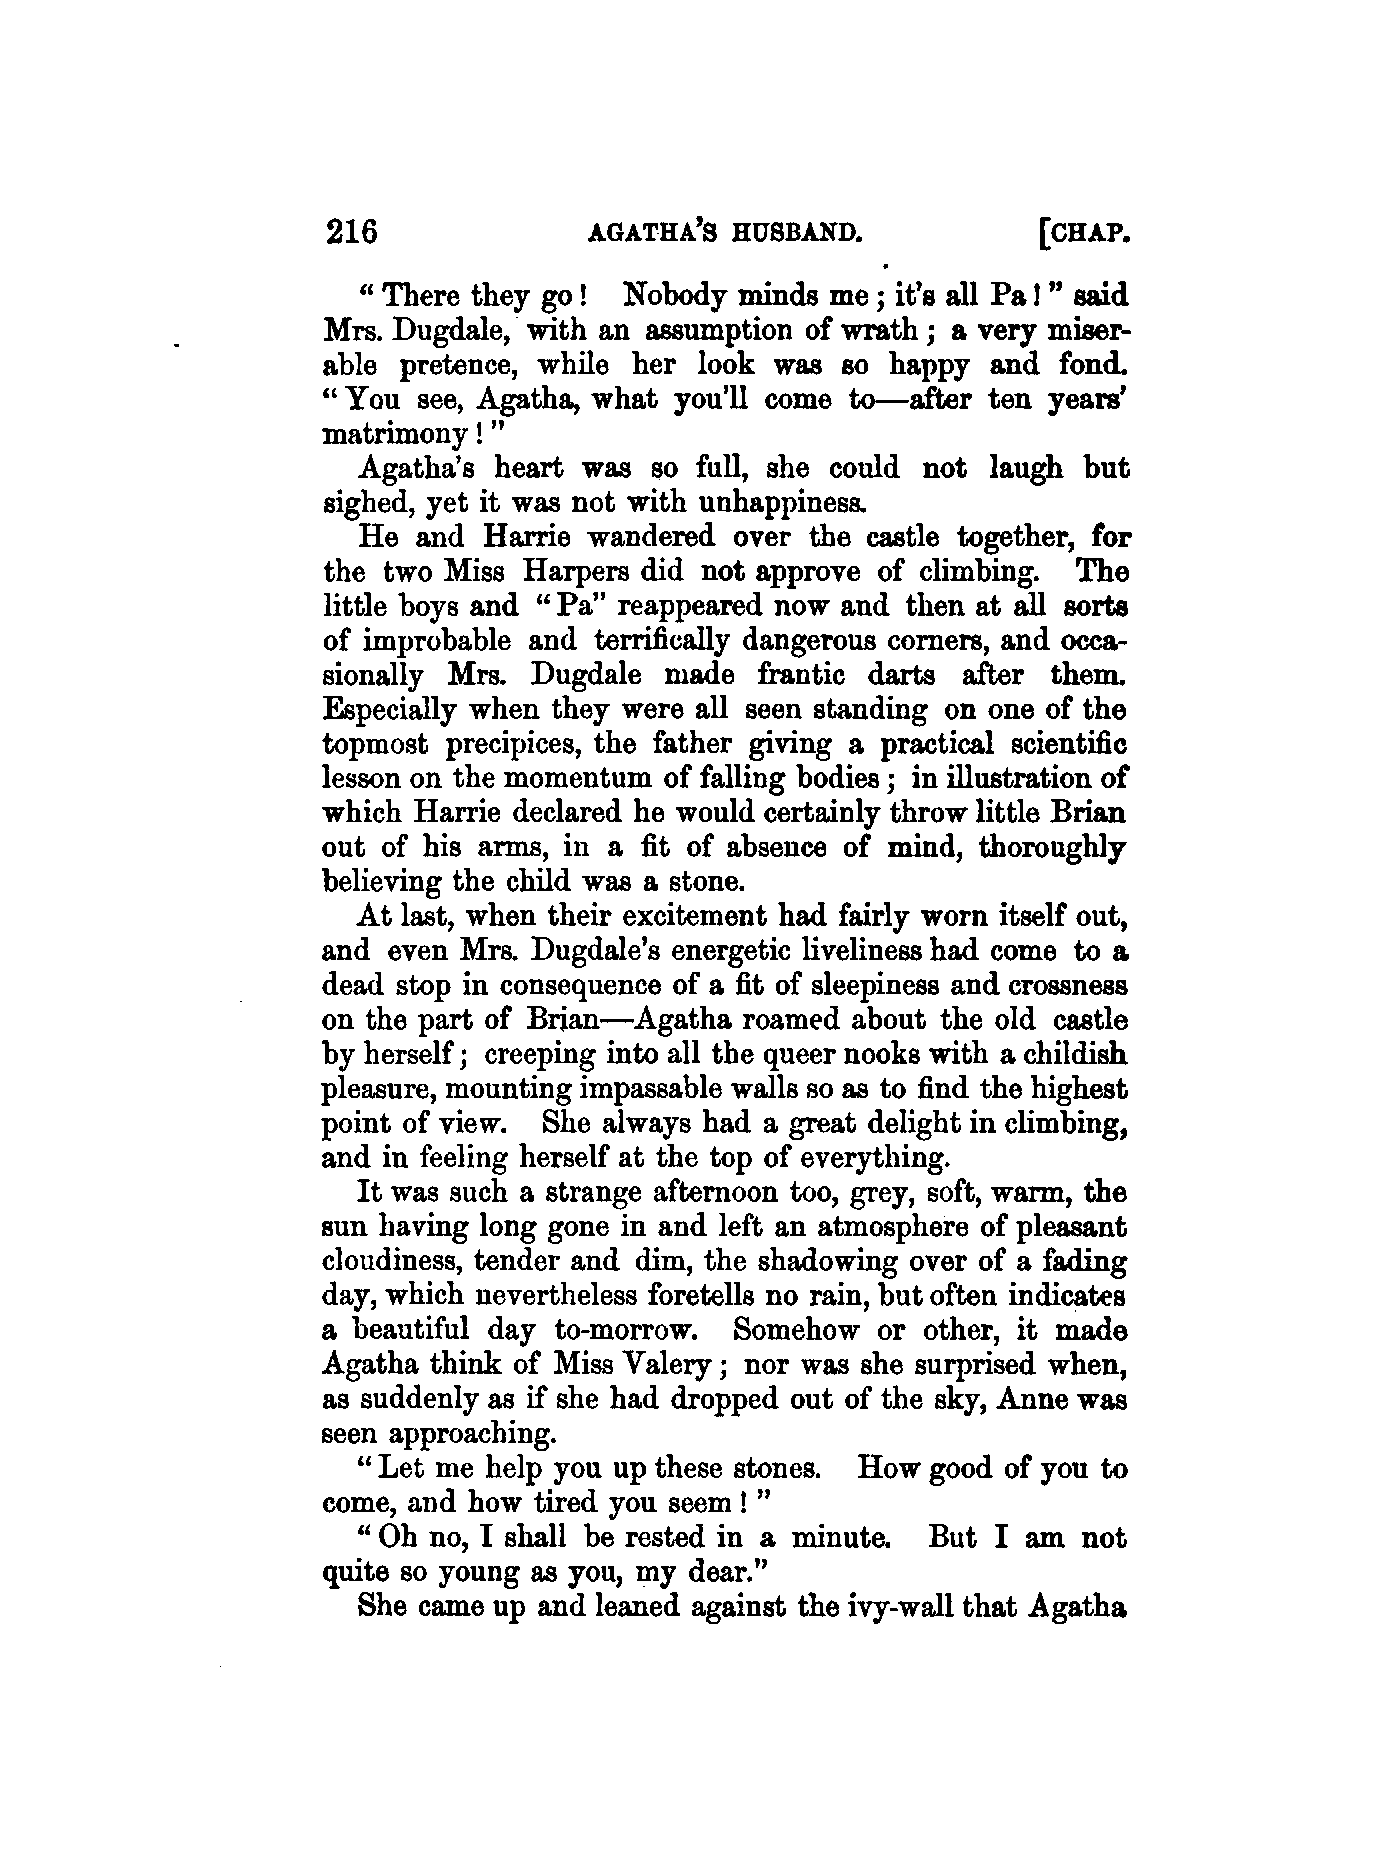 216 AGATHA'S HUSBAND. [CHAP.
"There they go! Nobody minds me; it's all Pa!" said
Mrs. Dugdale, with an assumption of wrath; a very miser-
able pretence, while her look was so happy and fond.
"You see, Agatha, what you'll come to—after ten years'
matrimony!"
Agatha's heart was so full, she could not laugh but
sighed, yet it was not with unhappiness.
He and Harrie wandered over the castle together, for
the two Miss Harpers did not approve of climbing. The
little boys and "Pa" reappeared now and then at all sorts
of improbable and terrifically dangerous corners, and occa-
sionally Mrs. Dugdale made frantic darts after them.
Especially when they were all seen standing on one of the
topmost precipices, the father giving a practical scientific
lesson on the momentum of falling bodies; in illustration of
which Harrie declared he would certainly throw little Brian
out of his arms, in a fit of absence of mind, thoroughly
believing the child was a stone.
At last, when their excitement had fairly worn itself out,
and even Mrs. Dugdale's energetic liveliness had come to a
dead stop in consequence of a fit of sleepiness and crossness
on the part of Brian—Agatha roamed about the old castle
by herself; creeping into all the queer nooks with a childish
pleasure, mounting impassable walls so as to find the highest
point of view. She always had a great delight in climbing,
and in feeling herself at the top of everything.
It was such a strange afternoon too, grey, soft, warm, the
sun having long gone in and left an atmosphere of pleasant
cloudiness, tender and dim, the shadowing over of a fading
day, which nevertheless foretells no rain, but often indicates
a beautiful day to-morrow. Somehow or other, it made
Agatha think of Miss Valery; nor was she surprised when,
as suddenly as if she had dropped out of the sky, Anne was
seen approaching.
"Let me help you up these stones. How good of you to
come, and how tired you seem!"
"Oh no, I shall be rested in a minute. But I am not
quite so young as you, my dear."
She came up and leaned against the ivy-wall that Agatha